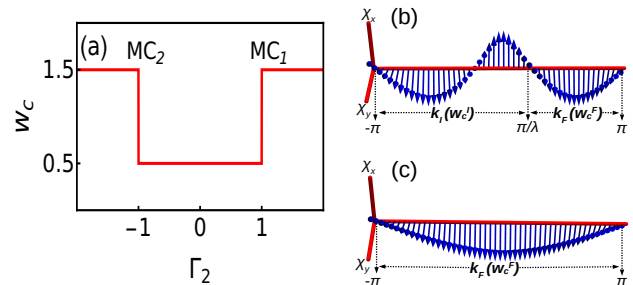 (a)
MC2
MC1
1.5
0.5
wc
−1
0
1
Γ2
(b)
χx
χy
-π
kI(wcI)
π/λ
kF(wcF)
π
(c)
χx
χy
-π
kF(wcF)
π